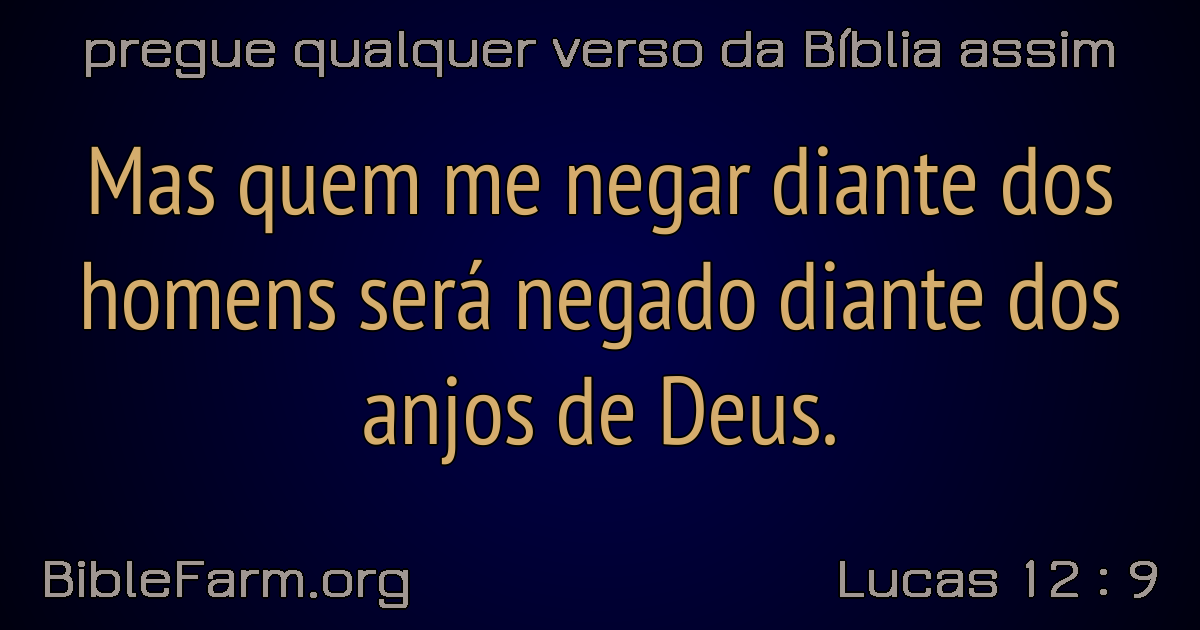 pregue qualquer verso da Bíblia assim
Mas quem me negar diante dos
homens será negado diante dos
anjos de Deus.
BibleFarm.org
Lucas 12 : 9